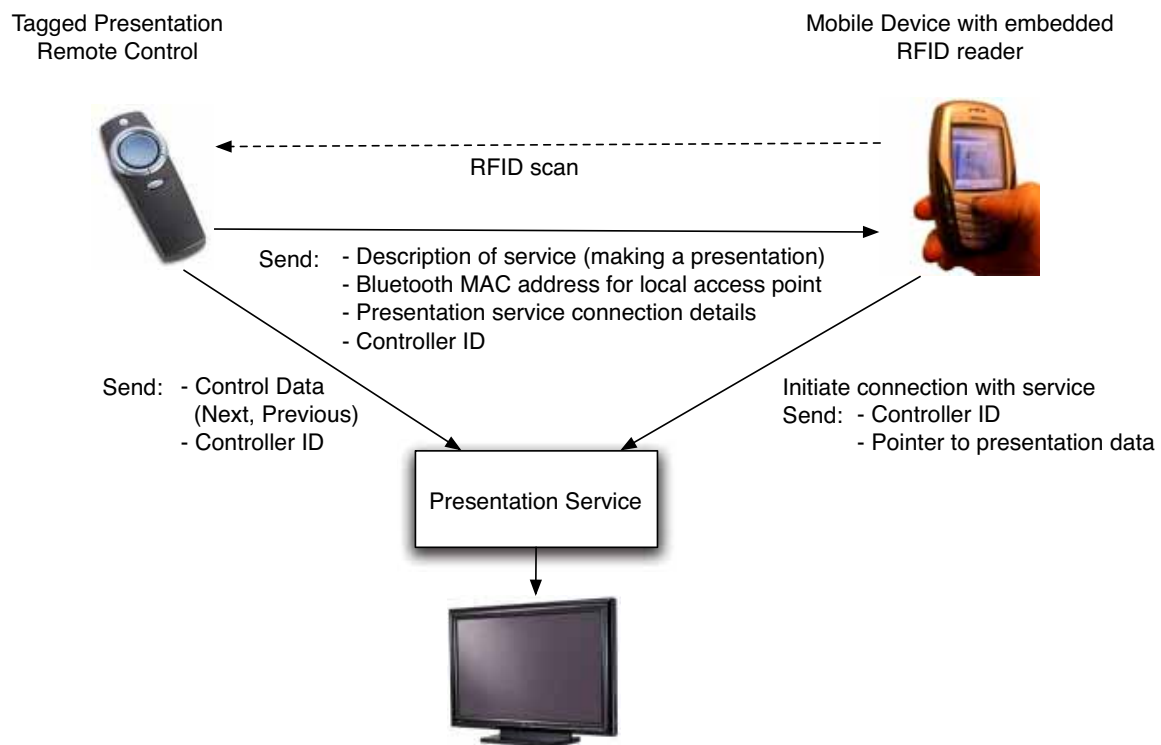 Tagged Presentation
Remote Control
Mobile Device with embedded
RFID reader
RFID scan
Send: - Description of service (making a presentation)
- Bluetooth MAC address for local access point
- Presentation service connection details
- Controller ID
Send: - Control Data
(Next, Previous)
- Controller ID
Initiate connection with service
Send: - Controller ID
- Pointer to presentation data
Presentation Service